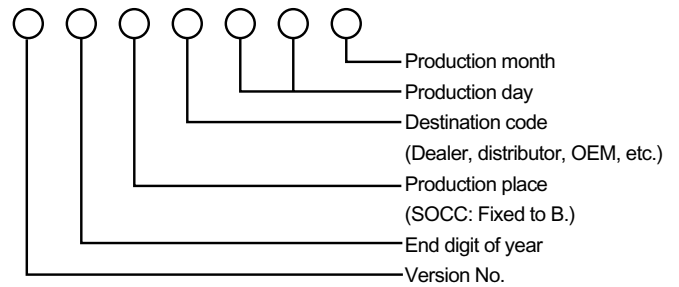 Production month
Production day
Destination code
(Dealer, distributor, OEM, etc.)
Production place
(SOCC: Fixed to B.)
End digit of year
Version No.